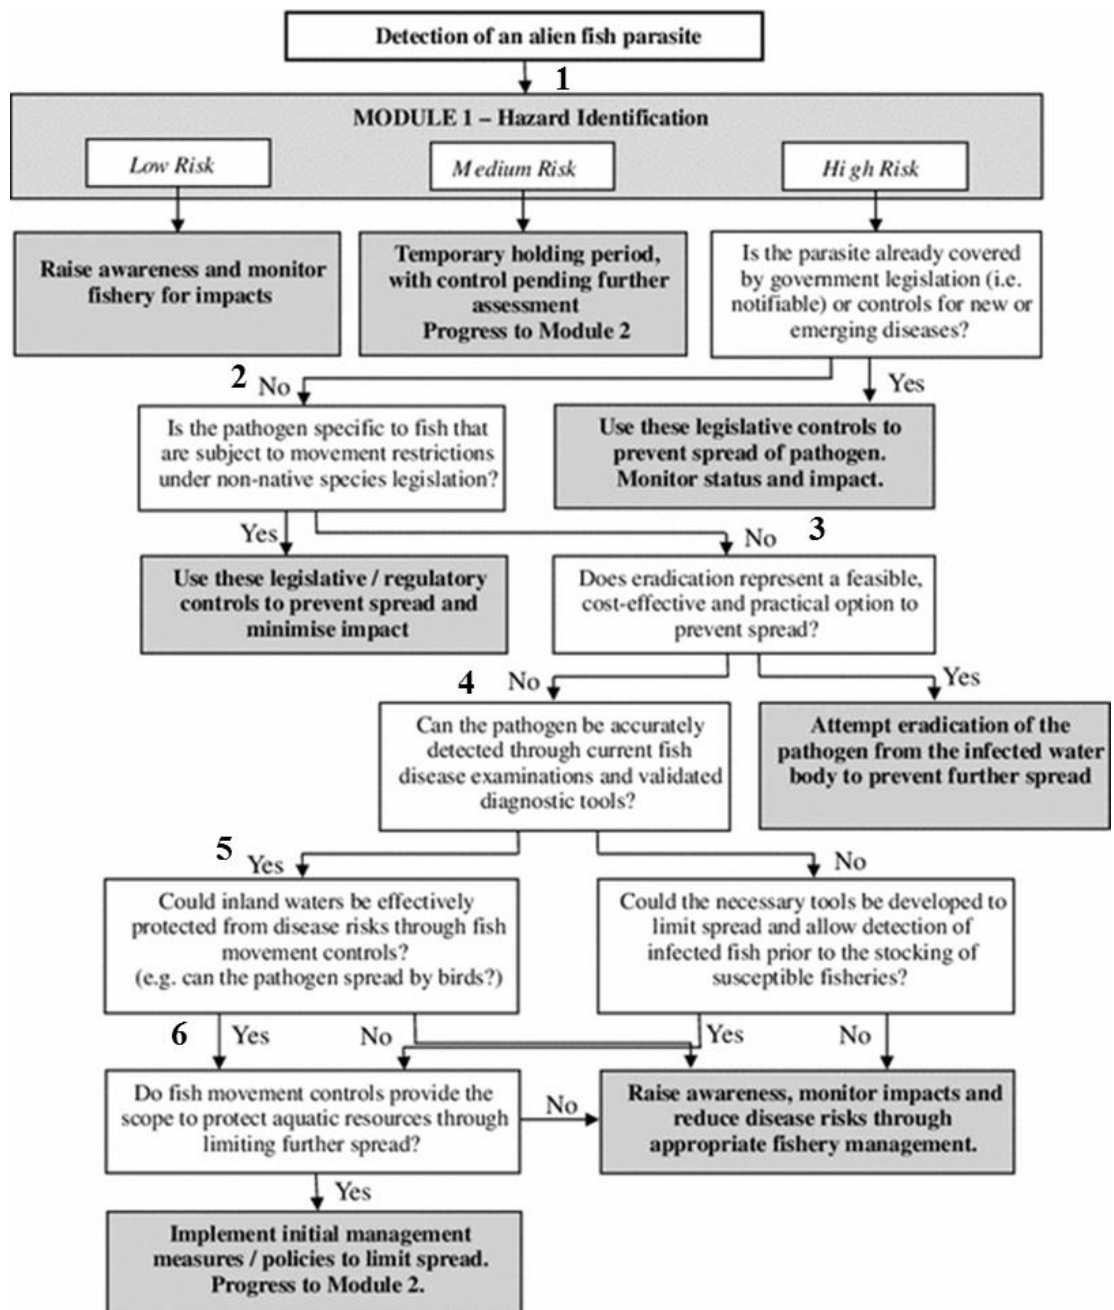 Detection of an alien fish parasite
1
MODULE 1 – Hazard Identification
Low Risk
Medium Risk
High Risk
Raise awareness and monitor
fishery for impacts
Temporary holding period,
with control pending further
assessment
Progress to Module 2
Is the parasite already covered
by government legislation (i.e.
notifiable) or controls for new or
emerging diseases?
2
No
Yes
Is the pathogen specific to fish that
are subject to movement restrictions
under non-native species legislation?
Use these legislative controls to
prevent spread of pathogen.
Monitor status and impact.
Yes
No
3
Use these legislative / regulatory
controls to prevent spread and
minimise impact
Does eradication represent a feasible,
cost-effective and practical option to
prevent spread?
4
No
Yes
Can the pathogen be accurately
detected through current fish
disease examinations and validated
diagnostic tools?
Attempt eradication of the
pathogen from the infected water
body to prevent further spread
5
Yes
No
Could inland waters be effectively
protected from disease risks through fish
movement controls?
(e.g. can the pathogen spread by birds?)
Could the necessary tools be developed to
limit spread and allow detection of
infected fish prior to the stocking of
susceptible fisheries?
6
Yes
No
Yes
No
Do fish movement controls provide the
scope to protect aquatic resources through
limiting further spread?
No
Raise awareness, monitor impacts and
reduce disease risks through
appropriate fishery management.
Yes
Implement initial management
measures / policies to limit spread.
Progress to Module 2.